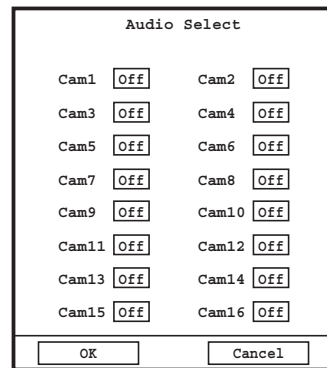 Audio Select
Cam1 Off Cam2 Off
Cam3 Off Cam4 Off
Cam5 Off Cam6 Off
Cam7 Off Cam8 Off
Cam9 Off Cam10 Off
Cam11 Off Cam12 Off
Cam13 Off Cam14 Off
Cam15 Off Cam16 Off
OK Cancel